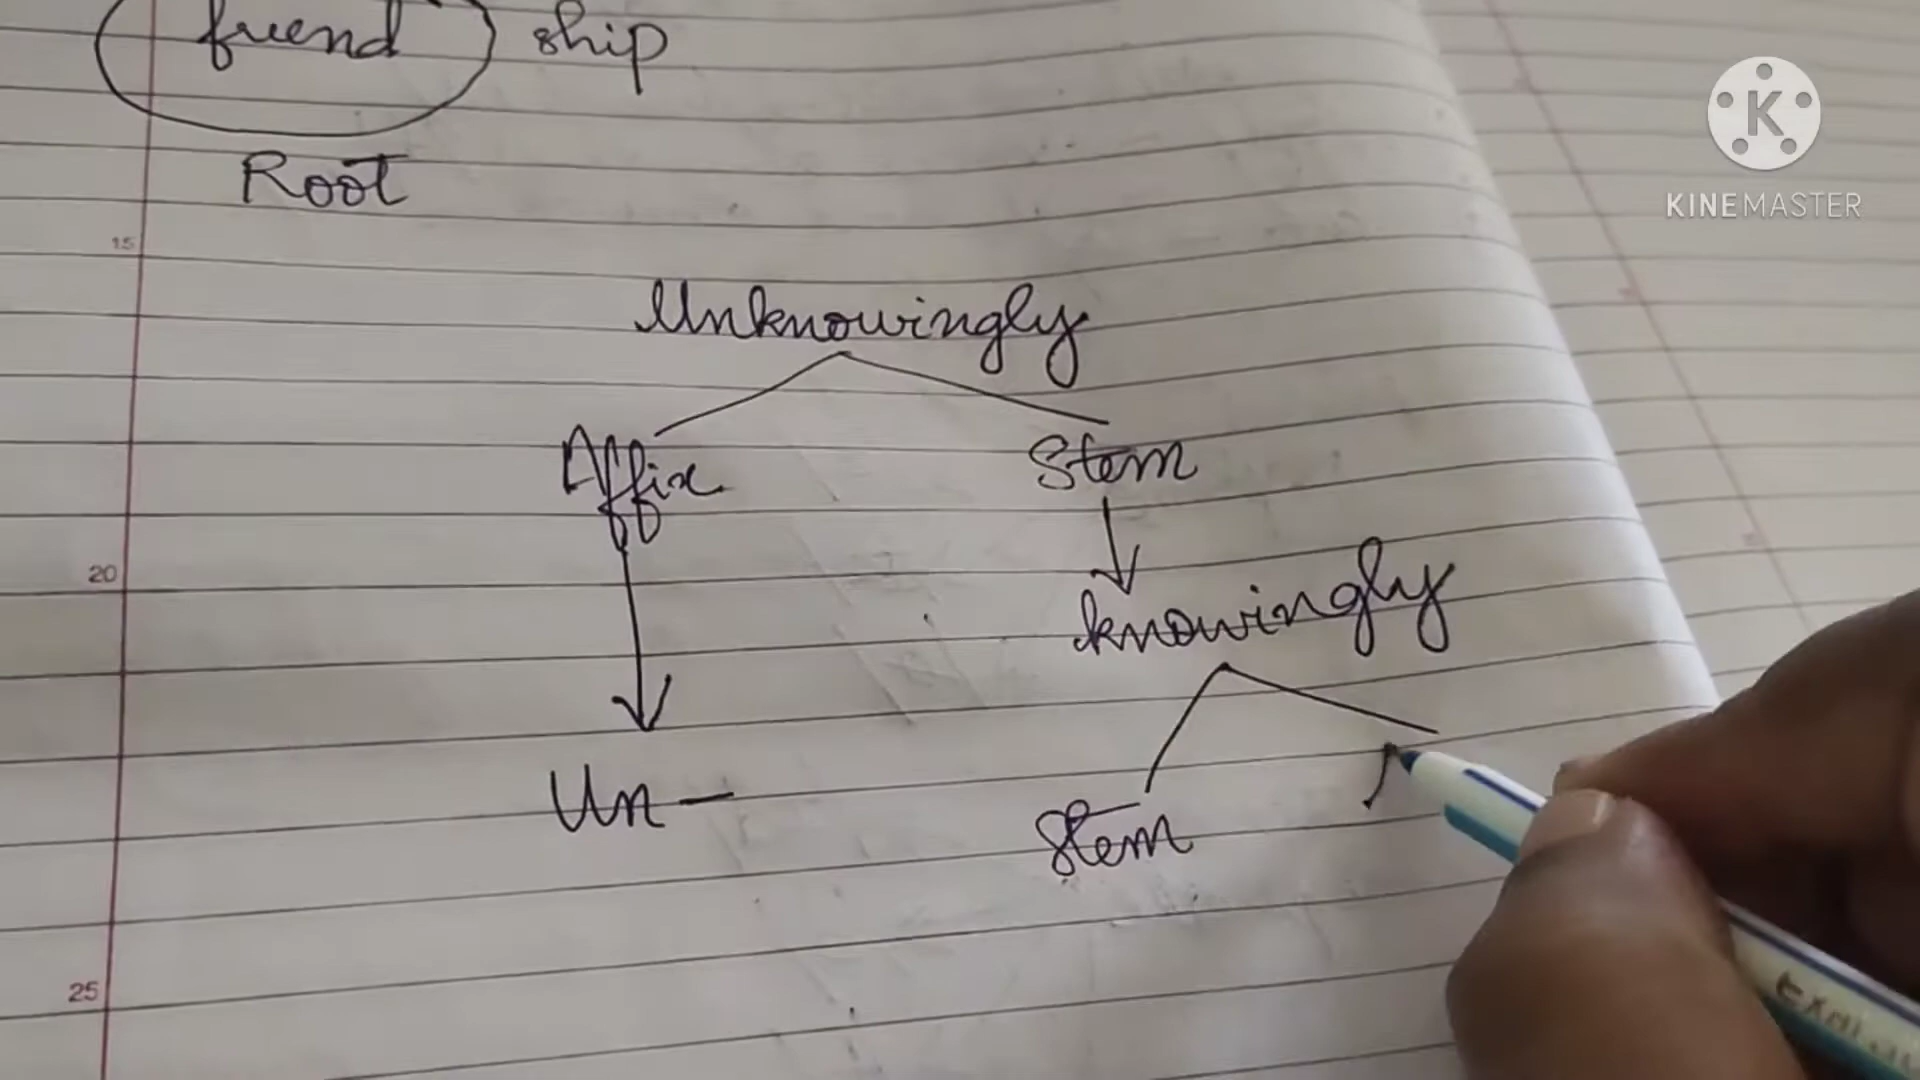 friend ship
Root
KINEMASTER
15
Unknowingly
Affix Stem
20
knowingly
Un —
Stem
25